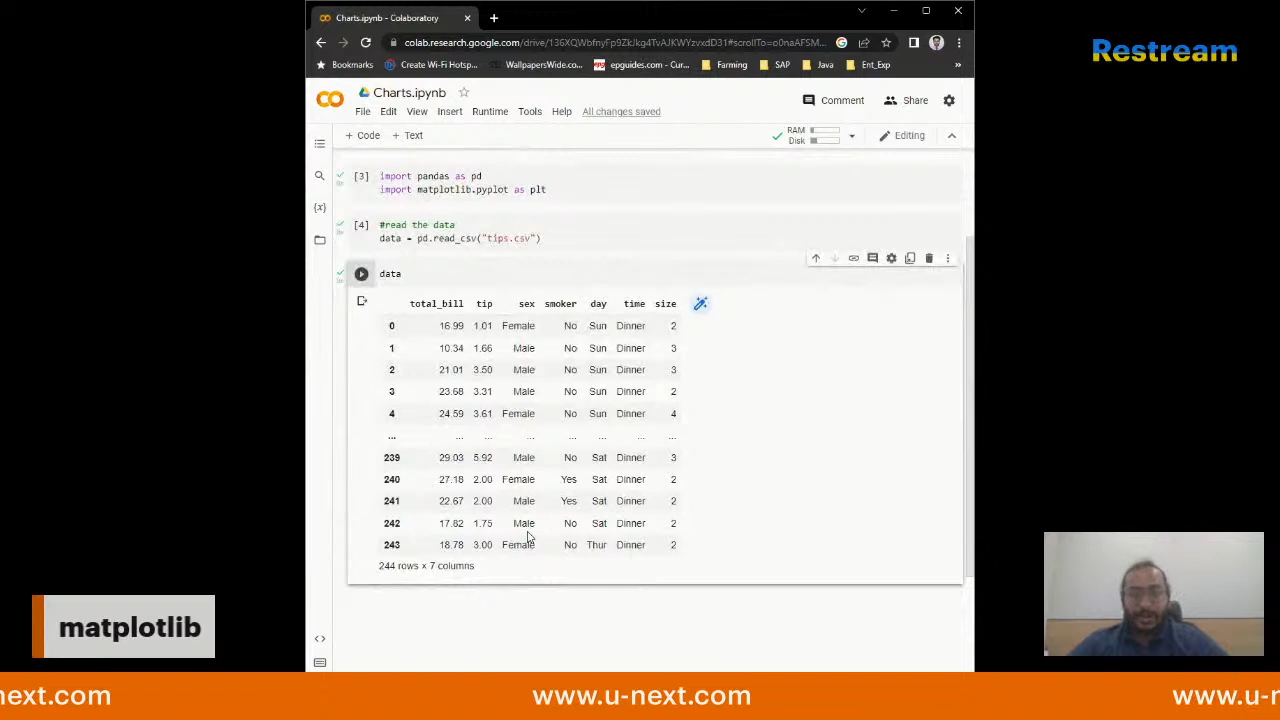 Charts.ipynb - Colaboratory
colab.research.google.com/drive/136XQWbfnyFp9ZkJkg4TvAJKWYzvxdD31#scrollTo=o0naAFSM...
Bookmarks Create Wi-Fi Hotsp... WallpapersWide.co... epguides.com - Cur... Farming SAP Java Ent_Exp »
Restream
Charts.ipynb
File Edit View Insert Runtime Tools Help All changes saved
Comment Share
+ Code + Text
RAM
Disk
Editing
[3] import pandas as pd
import matplotlib.pyplot as plt
[4] #read the data
data = pd.read_csv("tips.csv")
data
total_bill tip sex smoker day time size
0 16.99 1.01 Female No Sun Dinner 2
1 10.34 1.66 Male No Sun Dinner 3
2 21.01 3.50 Male No Sun Dinner 3
3 23.68 3.31 Male No Sun Dinner 2
4 24.59 3.61 Female No Sun Dinner 4
... ... ... ... ... ... ... ...
239 29.03 5.92 Male No Sat Dinner 3
240 27.18 2.00 Female Yes Sat Dinner 2
241 22.67 2.00 Male Yes Sat Dinner 2
242 17.82 1.75 Male No Sat Dinner 2
243 18.78 3.00 Female No Thur Dinner 2
244 rows × 7 columns
matplotlib
-next.com www.u-next.com www.u-n